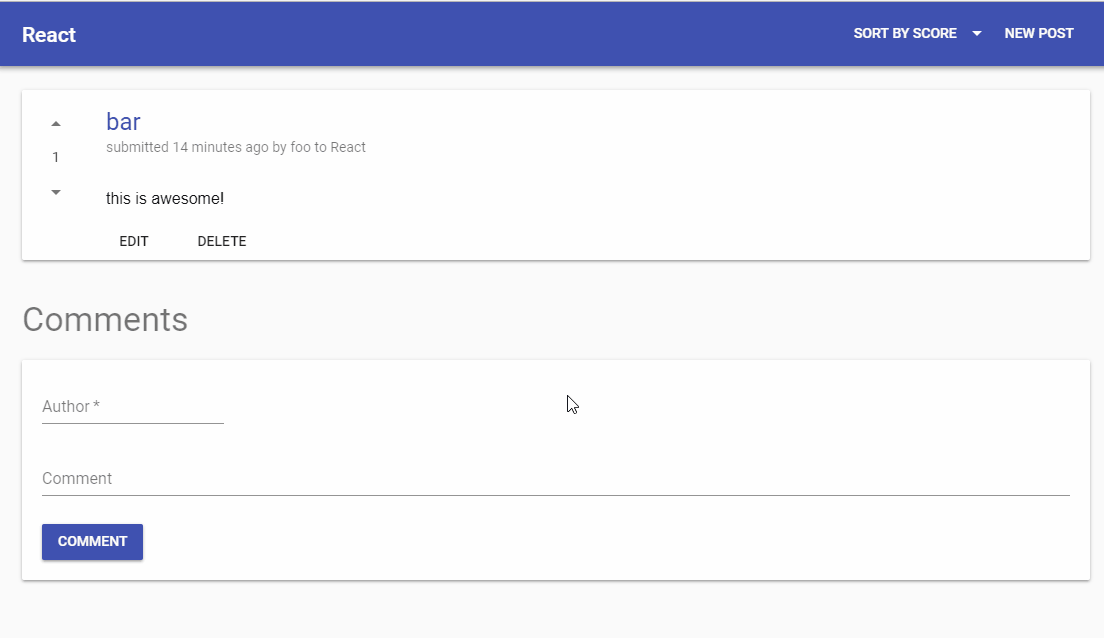 React SORT BY SCORE NEW POST
bar
submitted 14 minutes ago by foo to React
1
this is awesome!
EDIT DELETE
Comments
Author *
Comment
COMMENT